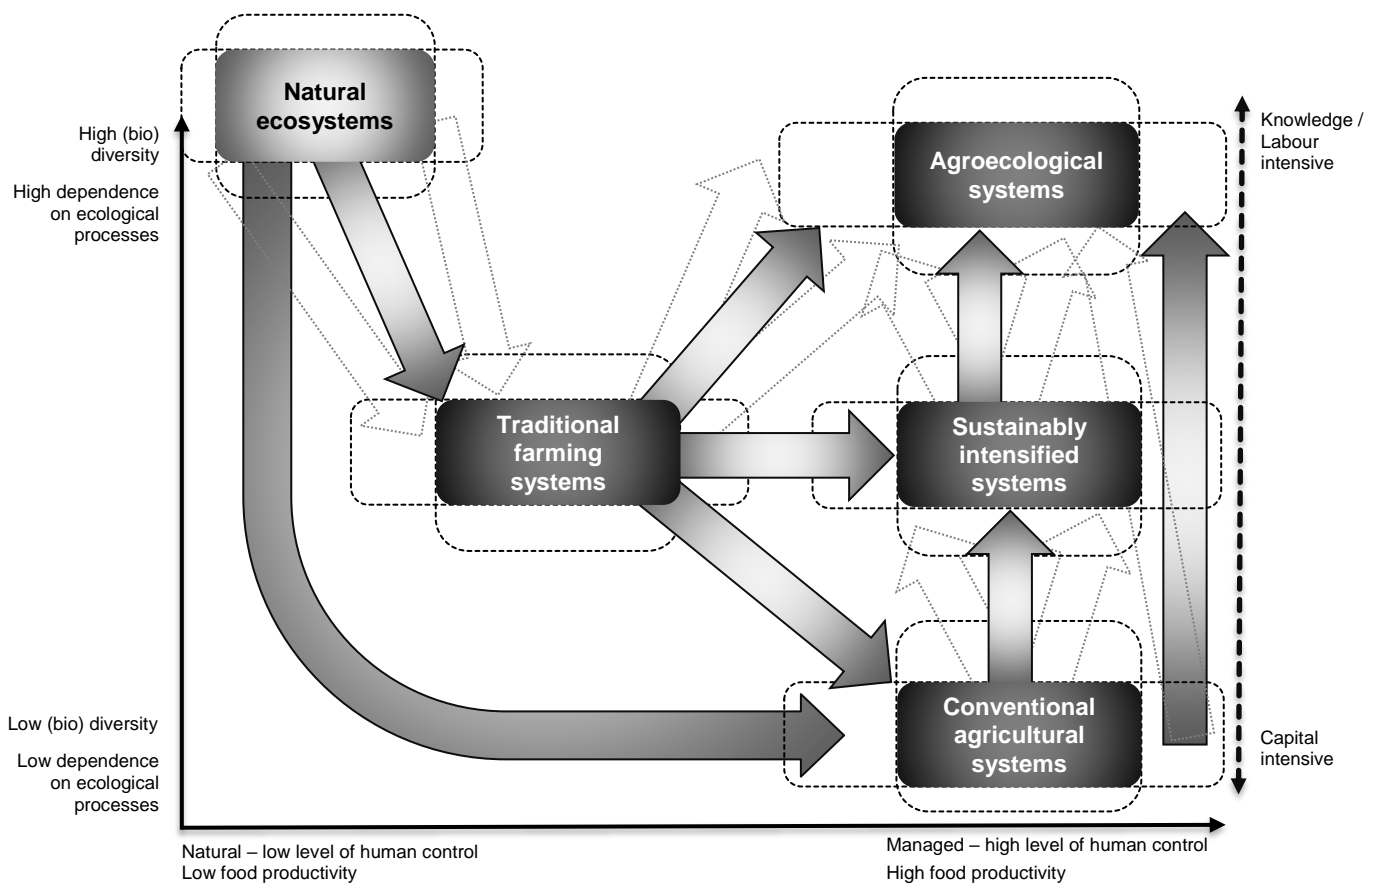 Natural
ecosystems
High (bio)
diversity
High dependence
on ecological
processes
Agroecological
systems
Knowledge /
Labour
intensive
Traditional
farming
systems
Sustainably
intensified
systems
Low (bio) diversity
Low dependence
on ecological
processes
Conventional
agricultural
systems
Capital
intensive
Natural – low level of human control
Low food productivity
Managed – high level of human control
High food productivity